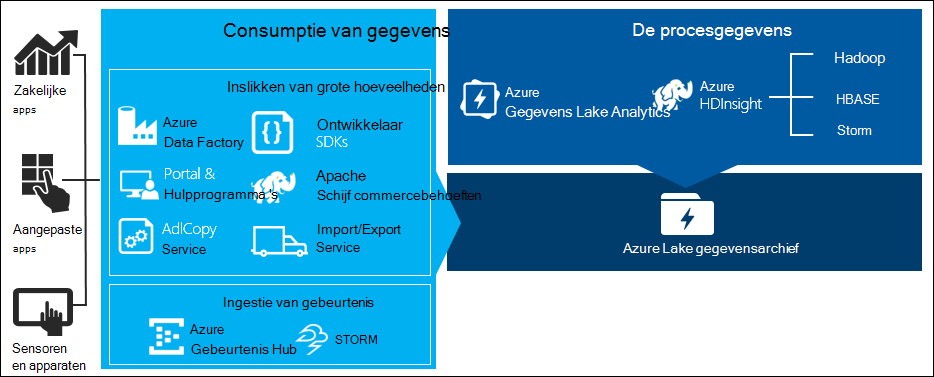 Zakelijke
apps
Aangepaste
apps
Sensoren
en apparaten
Consumptie van gegevens
Inslikken van grote hoeveelheden
Azure
Data Factory
Ontwikkelaar
SDKs
Portal &
Hulpprogramma's
Apache
Schijf commercebehoeften
AdlCopy
Service
Import/Export
Service
Ingestie van gebeurtenis
Azure
Gebeurtenis Hub
STORM
De procesgegevens
Azure
Gegevens Lake Analytics
Azure
HDInsight
Hadoop
HBASE
Storm
Azure Lake gegevensarchief